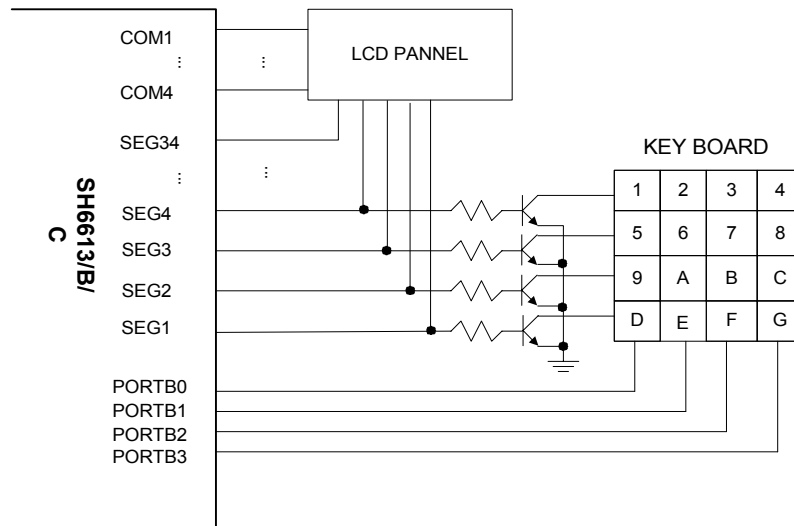 COM1
⋮
COM4
SEG34
⋮
SEG4
SEG3
SEG2
SEG1
PORTB0
PORTB1
PORTB2
PORTB3
SH6613/B/
C
LCD PANNEL
KEY BOARD
1 2 3 4
5 6 7 8
9 A B C
D E F G